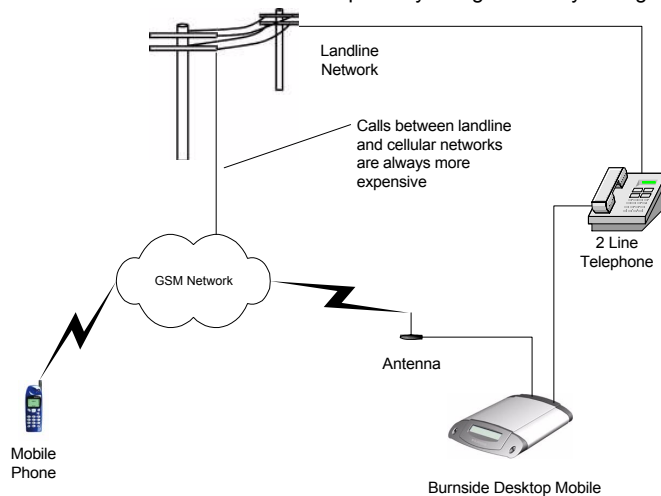 Landline
Network
Calls between landline
and cellular networks
are always more
expensive
2 Line
Telephone
GSM Network
Antenna
Mobile
Phone
Burnside Desktop Mobile